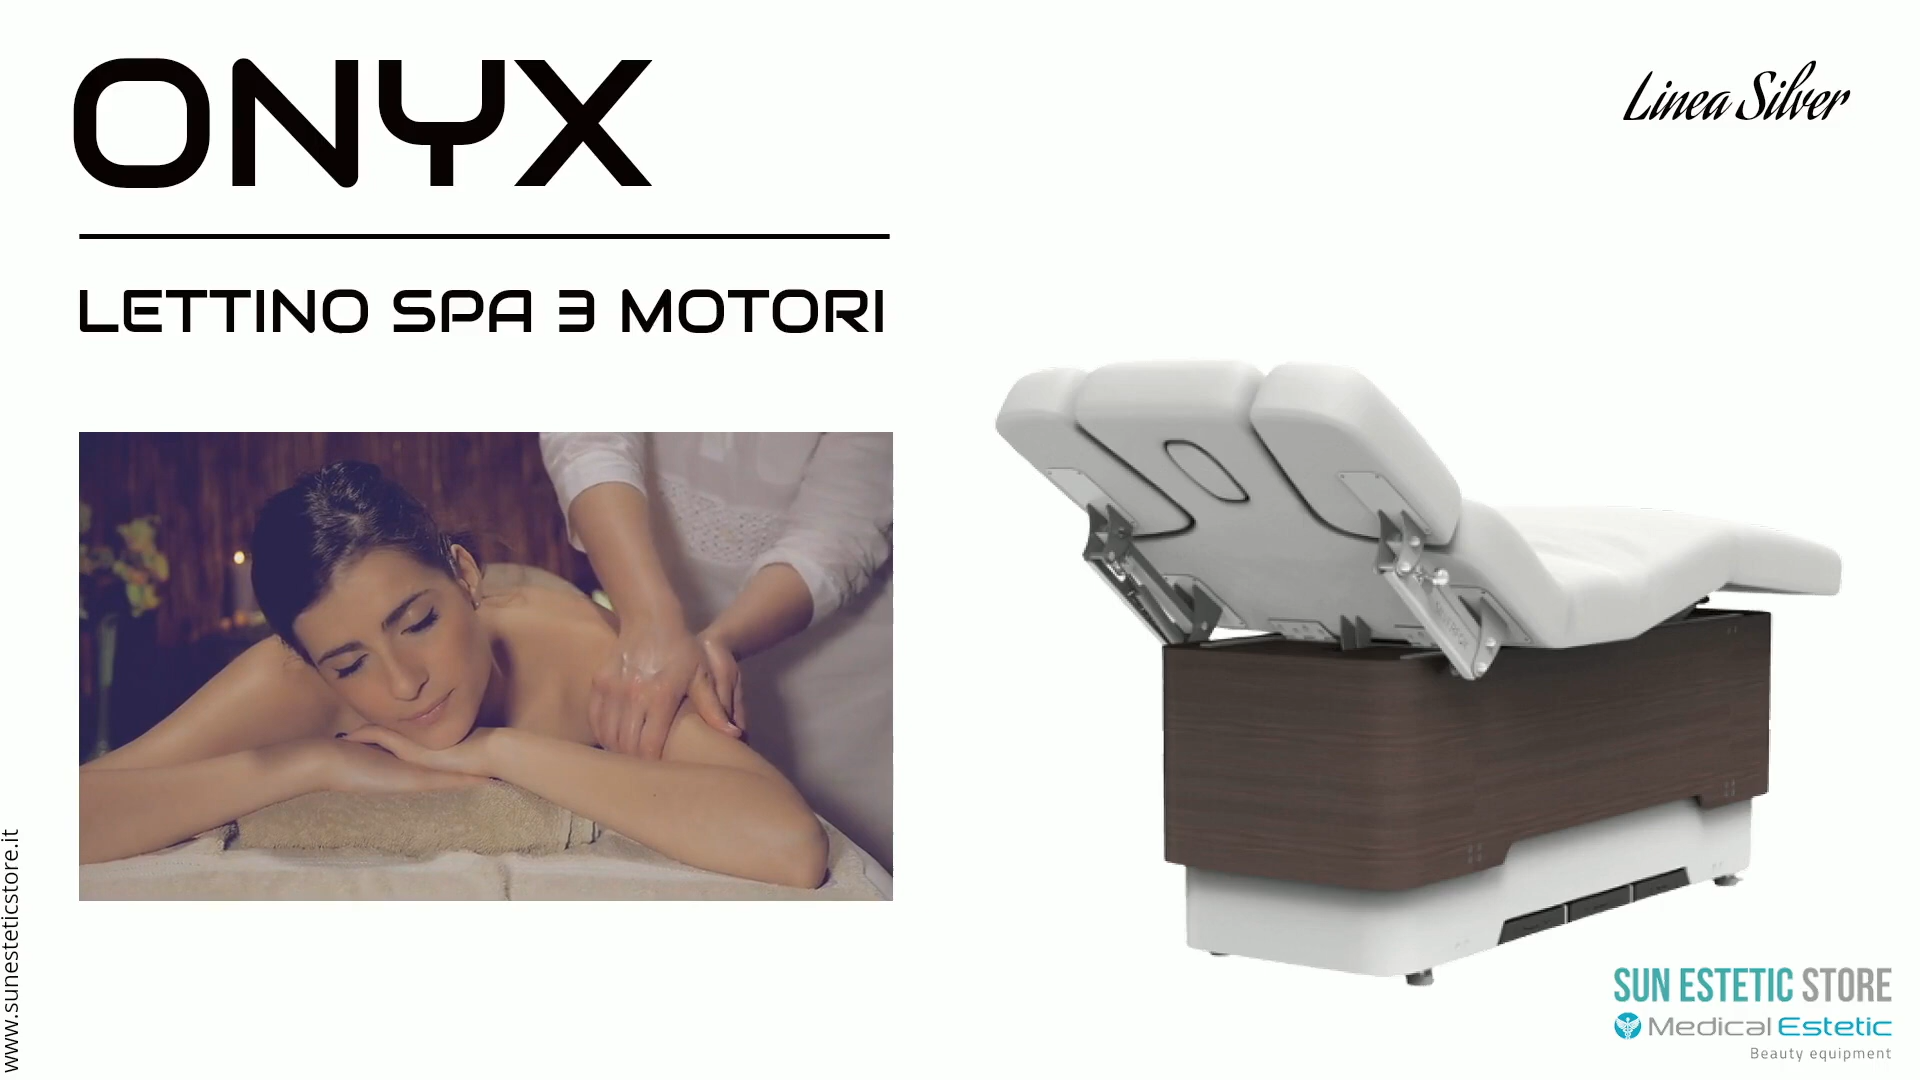 ONYX
Linea Silver
LETTINO SPA 3 MOTORI
www.sunesteticstore.it
SUN ESTETIC STORE
Medical Estetic
Beauty equipment